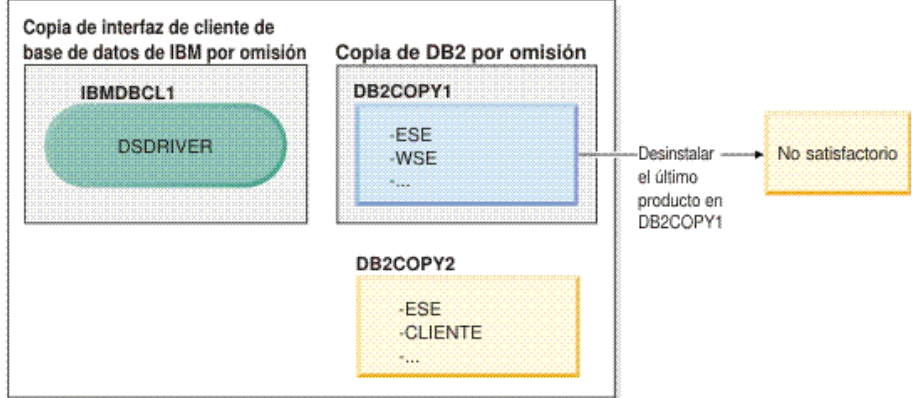 Copia de interfaz de cliente de
base de datos de IBM por omisión
IBMDBCL1
DSDRIVER
Copia de DB2 por omisión
DB2COPY1
-ESE
-WSE
-...
Desinstalar
el último
producto en
DB2COPY1
No satisfactorio
DB2COPY2
-ESE
-CLIENTE
-...